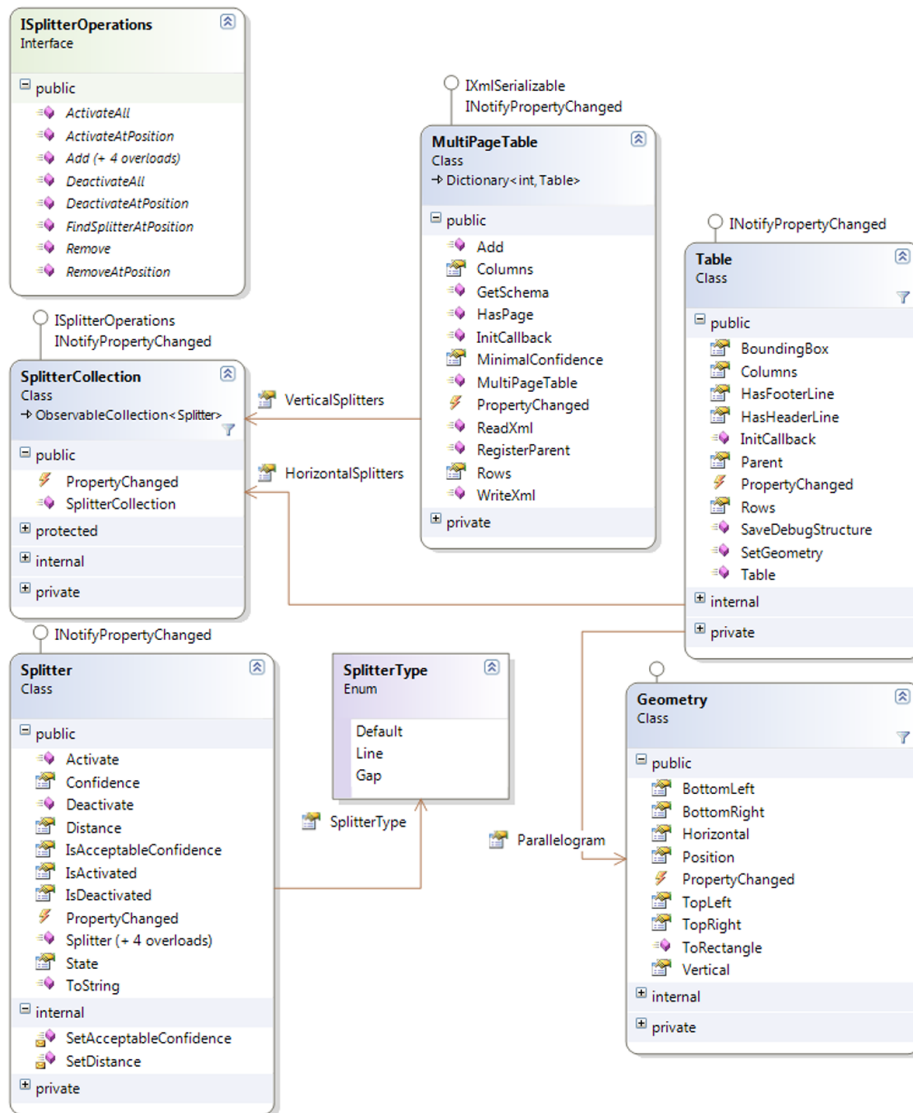 ISplitterOperations
Interface
public
ActivateAll
ActivateAtPosition
Add (+ 4 overloads)
DeactivateAll
DeactivateAtPosition
FindSplitterAtPosition
Remove
RemoveAtPosition
IXmlSerializable
INotifyPropertyChanged
MultiPageTable
Class
Dictionary<int, Table>
public
Add
Columns
GetSchema
HasPage
InitCallback
MinimalConfidence
MultiPageTable
PropertyChanged
ReadXml
RegisterParent
Rows
WriteXml
private
INotifyPropertyChanged
Table
Class
public
BoundingBox
Columns
HasFooterLine
HasHeaderLine
InitCallback
Parent
PropertyChanged
Rows
SaveDebugStructure
SetGeometry
Table
internal
private
ISplitterOperations
INotifyPropertyChanged
SplitterCollection
Class
ObservableCollection<Splitter>
public
PropertyChanged
SplitterCollection
protected
internal
private
VerticalSplitters
HorizontalSplitters
INotifyPropertyChanged
Splitter
Class
public
Activate
Confidence
Deactivate
Distance
IsAcceptableConfidence
IsActivated
IsDeactivated
PropertyChanged
Splitter (+ 4 overloads)
State
ToString
internal
SetAcceptableConfidence
SetDistance
private
SplitterType
Enum
Default
Line
Gap
SplitterType
Parallelogram
Geometry
Class
public
BottomLeft
BottomRight
Horizontal
Position
PropertyChanged
TopLeft
TopRight
ToRectangle
Vertical
internal
private